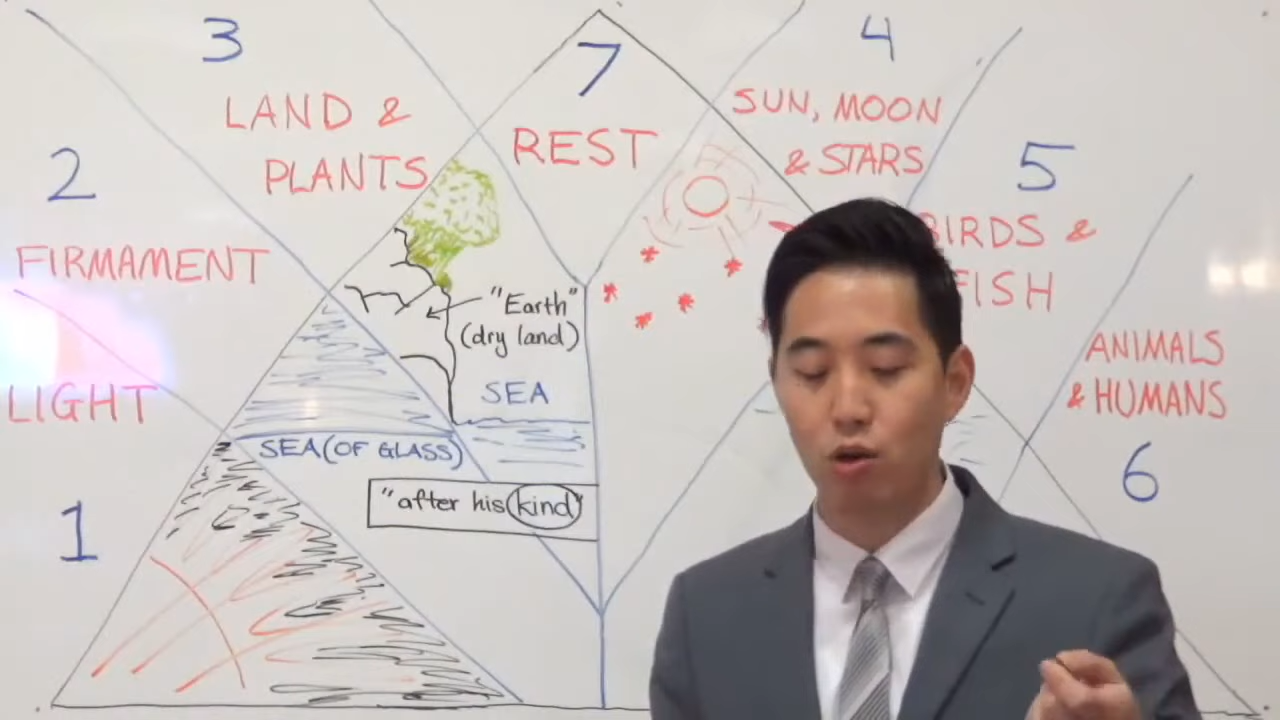 3
LAND &
PLANTS
7
REST
4
SUN, MOON
& STARS
2
FIRMAMENT
5
BIRDS &
FISH
"Earth"
(dry land)
SEA
LIGHT
1
SEA (OF GLASS)
"after his kind"
ANIMALS
& HUMANS
6